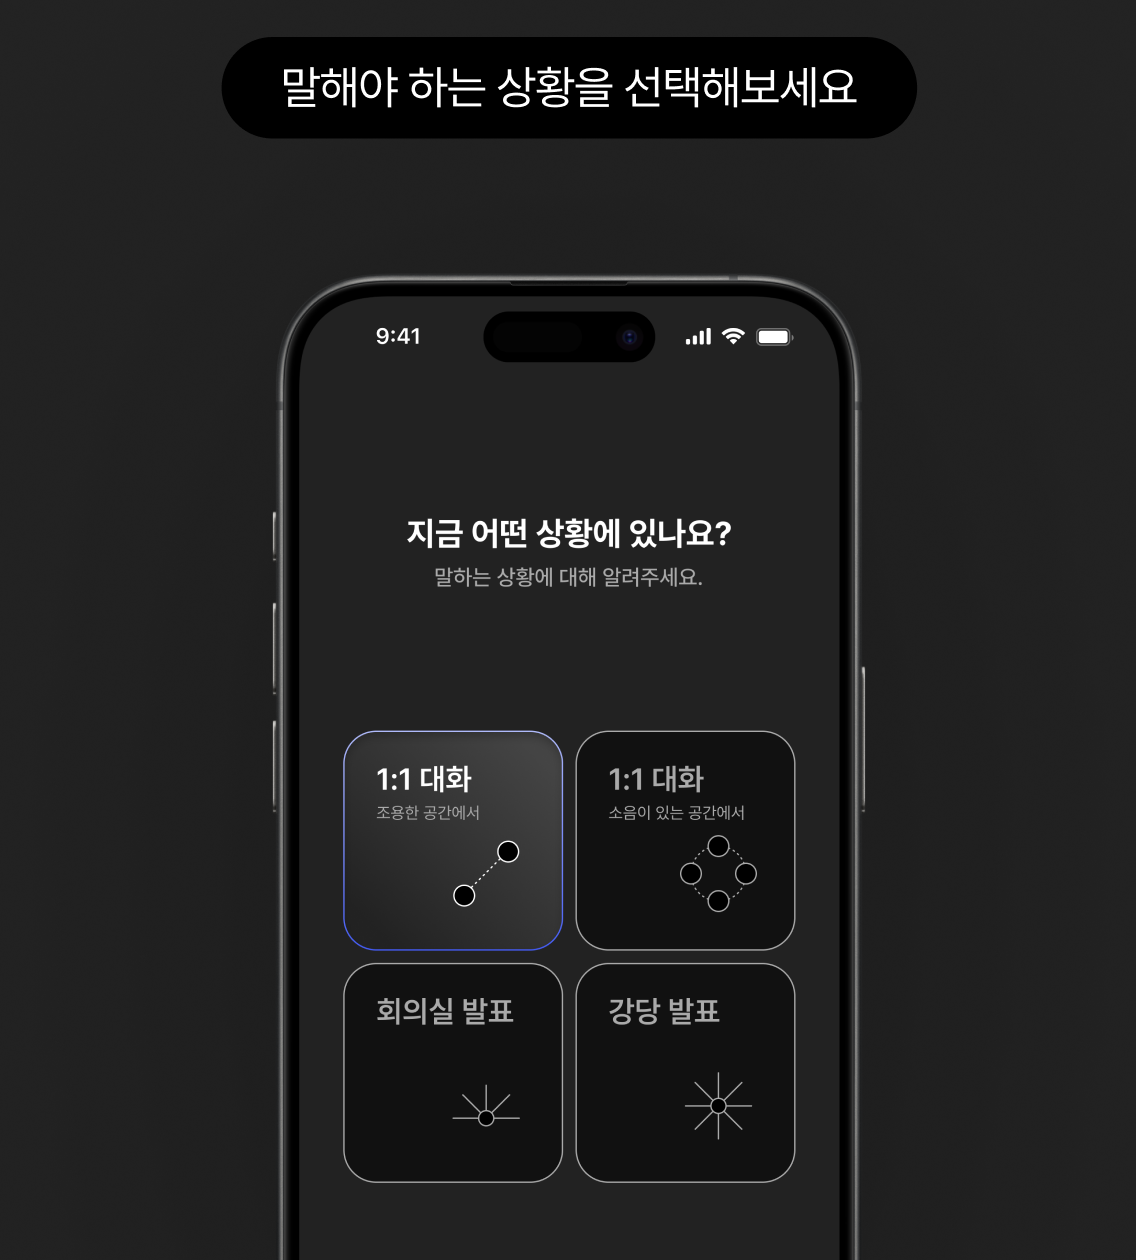 말해야 하는 상황을 선택해보세요
9:41
지금 어떤 상황에 있나요?
말하는 상황에 대해 알려주세요.
1:1 대화
조용한 공간에서
1:1 대화
소음이 있는 공간에서
회의실 발표
강당 발표